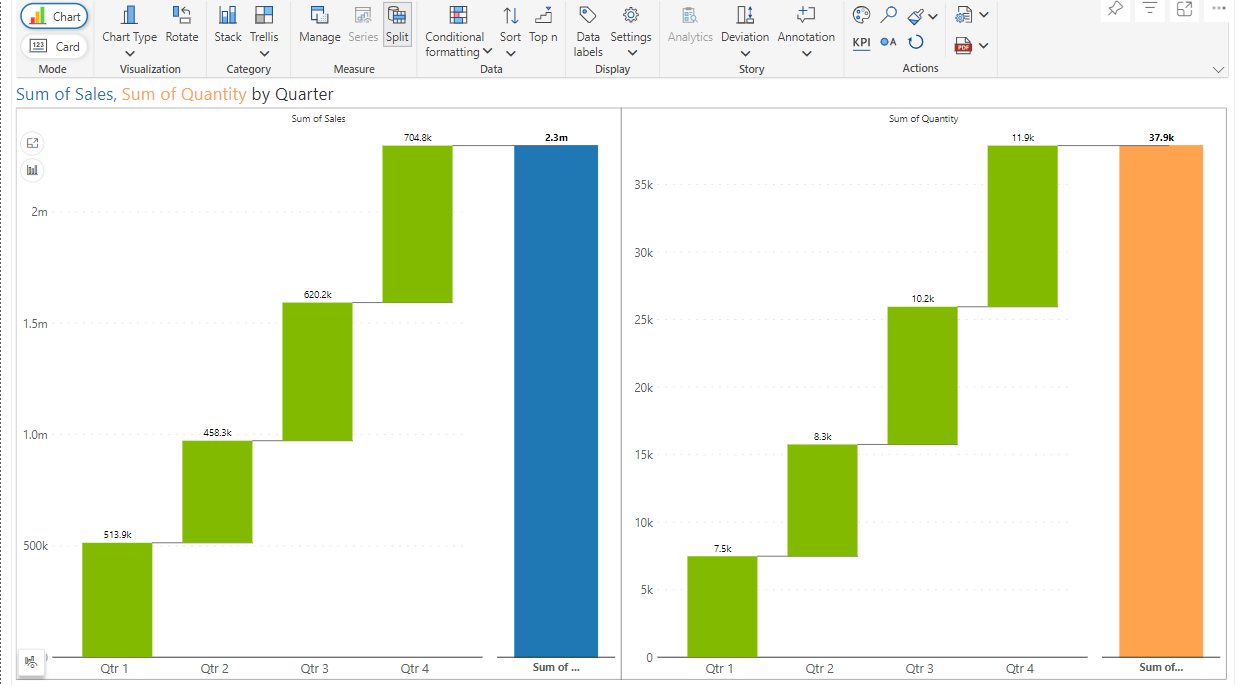 Chart
Card
Mode
Chart Type Rotate
Visualization
Stack Trellis
Category
Manage Series Split
Measure
Conditional formatting Sort Top n
Data
Data labels Settings
Display
Analytics Deviation Annotation
Story
KPI A
PDF
Actions
Sum of Sales, Sum of Quantity by Quarter
Sum of Sales
704.8k 2.3m
2m
620.2k
1.5m
458.3k
1.0m
513.9k
500k
Qtr 1 Qtr 2 Qtr 3 Qtr 4 Sum of ...
Sum of Quantity
11.9k 37.9k
35k
30k
10.2k
25k
20k
8.3k
15k
10k
7.5k
5k
0
Qtr 1 Qtr 2 Qtr 3 Qtr 4 Sum of...